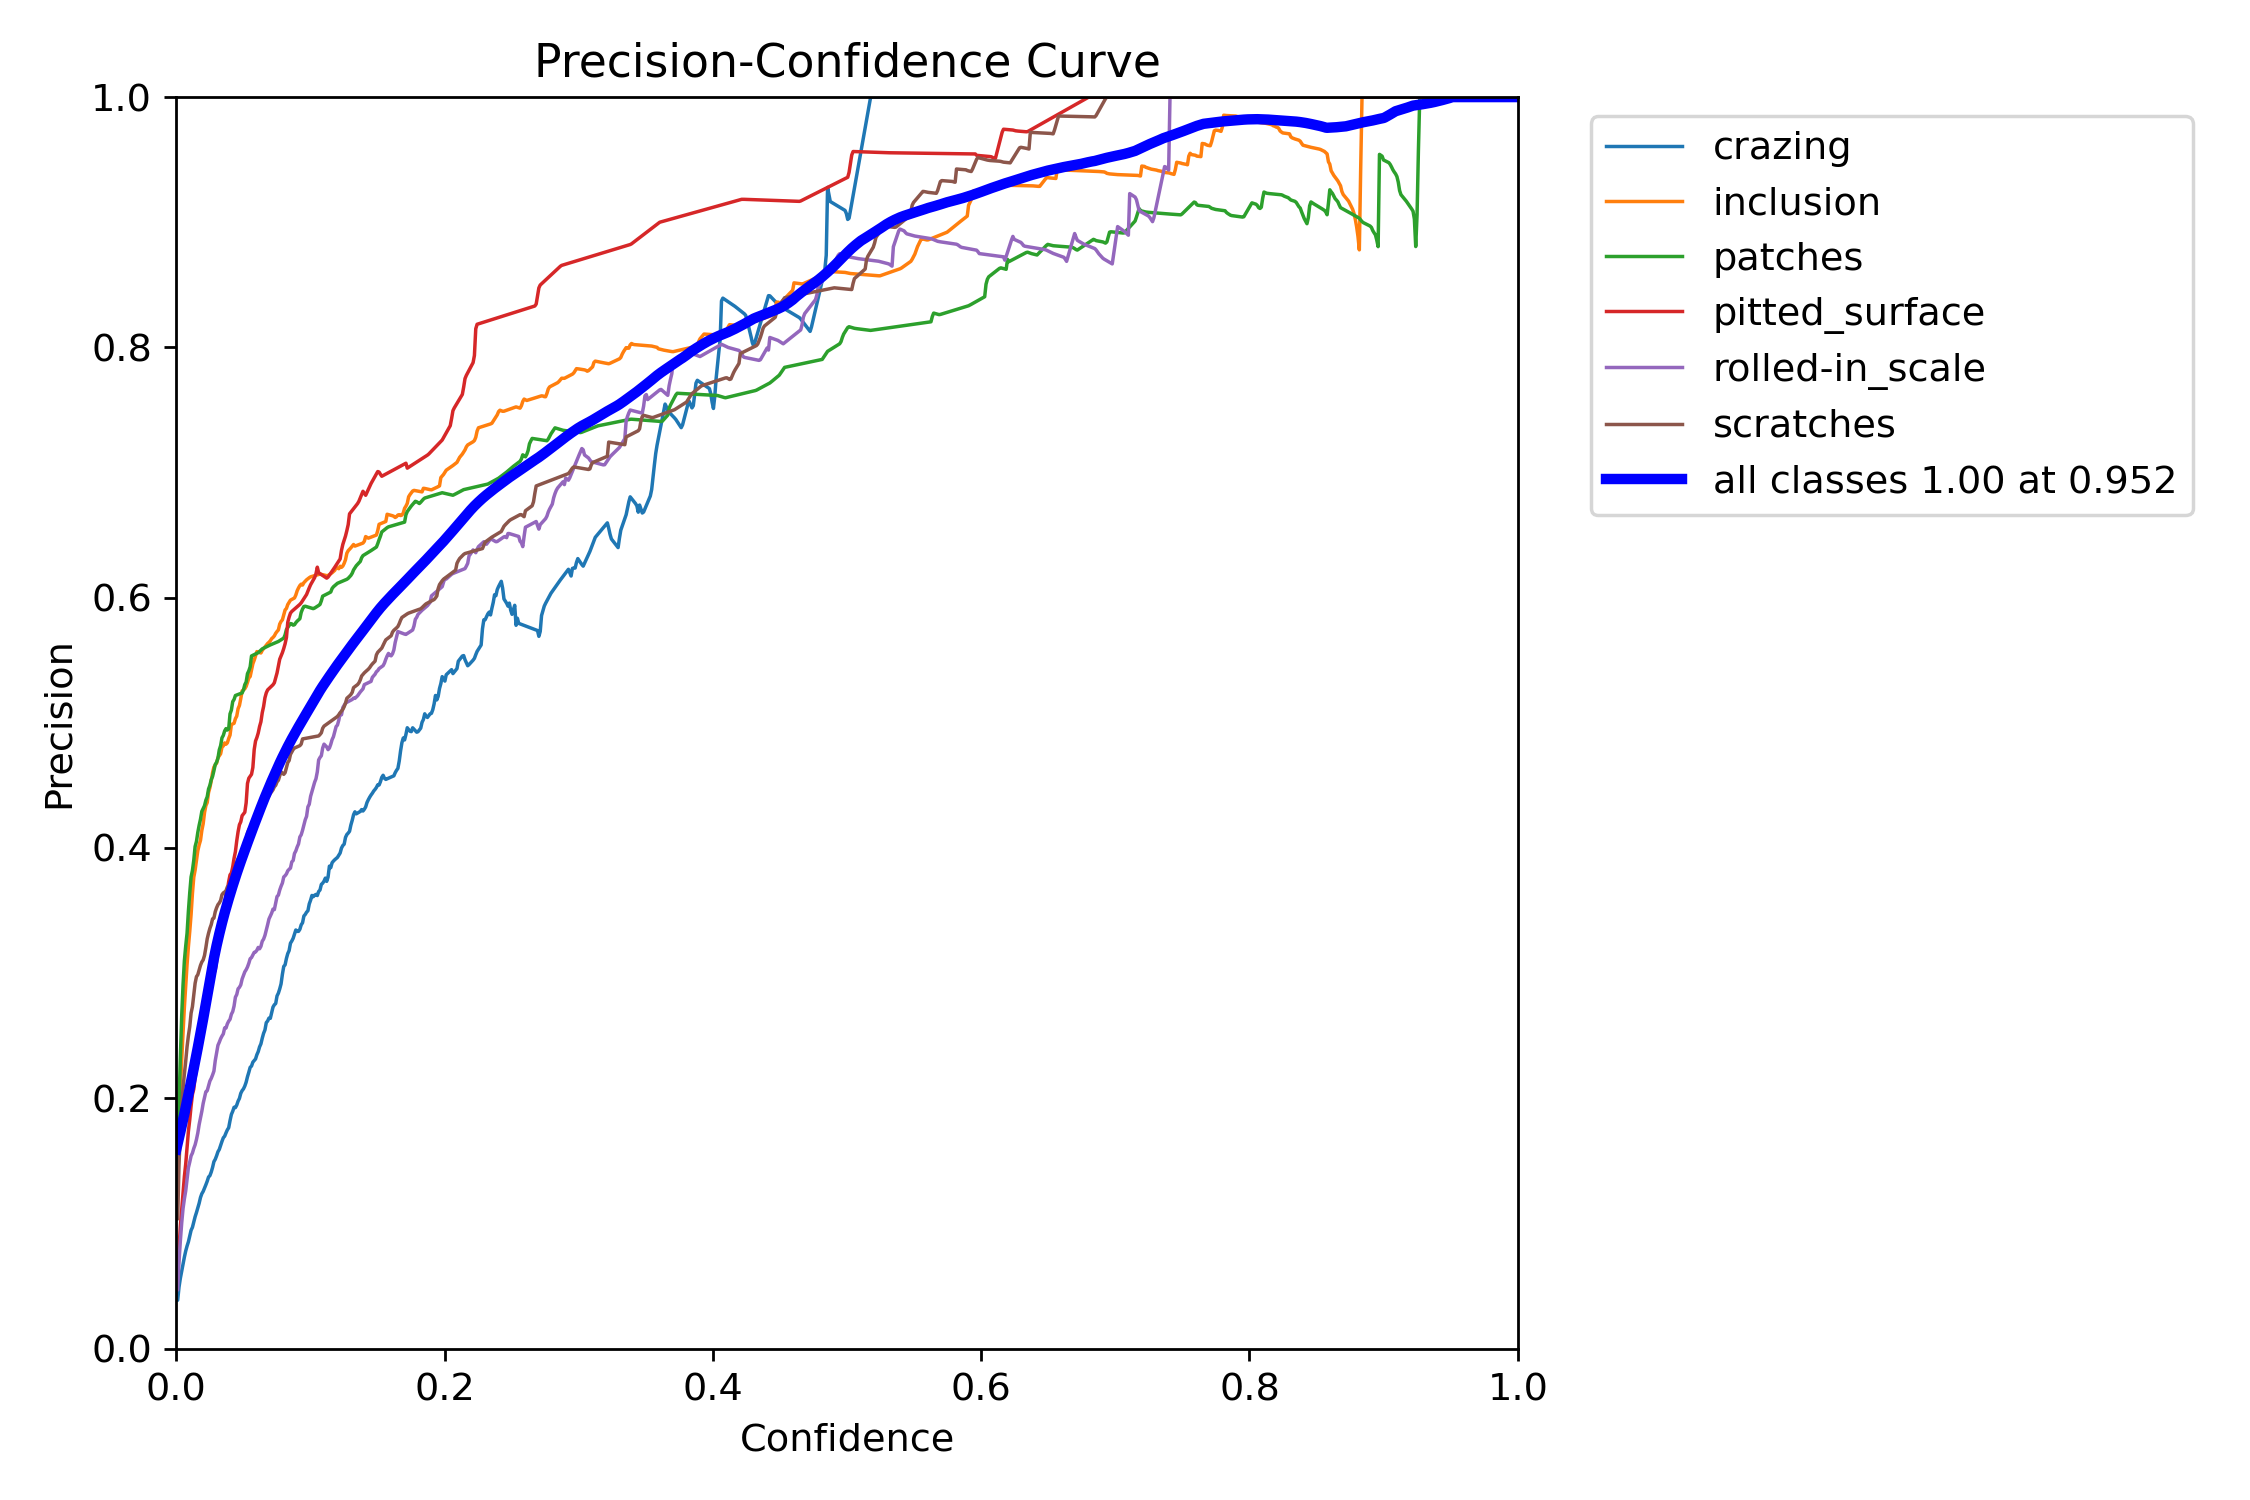 Precision-Confidence Curve
1.0
0.8
0.6
0.4
0.2
0.0
Precision
0.0 0.2 0.4 0.6 0.8 1.0
Confidence
crazing
inclusion
patches
pitted_surface
rolled-in_scale
scratches
all classes 1.00 at 0.952